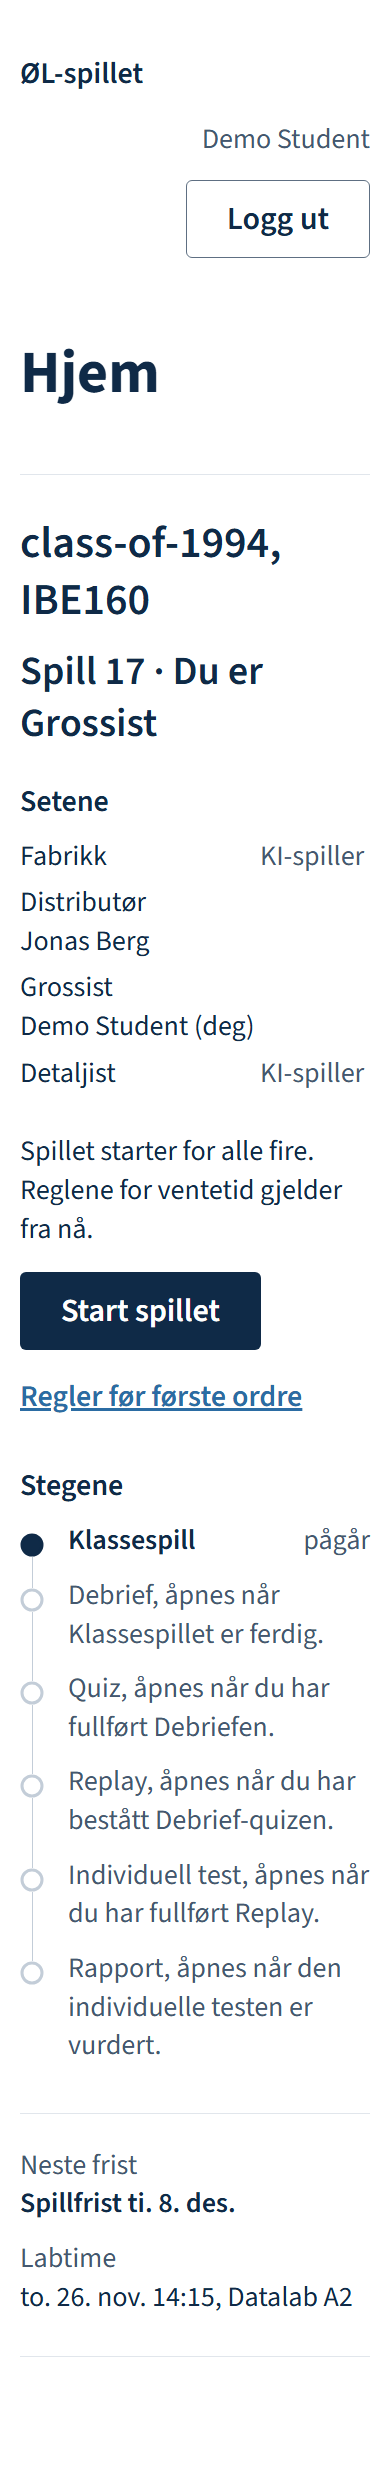 ØL-spillet
Demo Student
Logg ut
Hjem
class-of-1994,
IBE160
Spill 17 · Du er
Grossist
Setene
Fabrikk KI-spiller
Distributør
Jonas Berg
Grossist
Demo Student (deg)
Detaljist KI-spiller
Spillet starter for alle fire.
Reglene for ventetid gjelder
fra nå.
Start spillet
Regler før første ordre
Stegene
Klassespill pågår
Debrief, åpnes når
Klassespillet er ferdig.
Quiz, åpnes når du har
fullført Debriefen.
Replay, åpnes når du har
bestått Debrief-quizen.
Individuell test, åpnes når
du har fullført Replay.
Rapport, åpnes når den
individuelle testen er
vurdert.
Neste frist
Spillfrist ti. 8. des.
Labtime
to. 26. nov. 14:15, Datalab A2